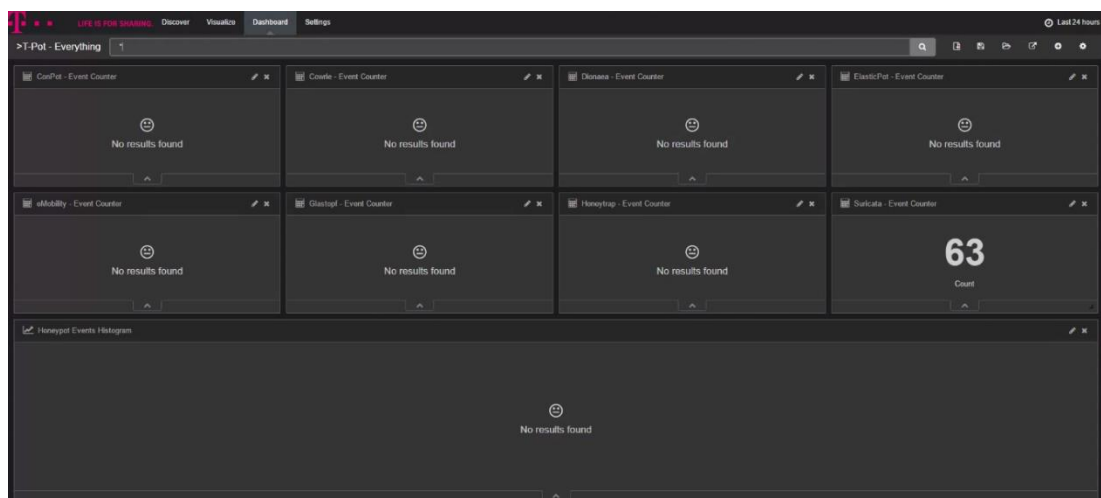 T LIFE IS FOR SHARING. Discover Visualize Dashboard Settings Last 24 hours
>T-Pot - Everything *
ConPot - Event Counter Cowrie - Event Counter Dionaea - Event Counter ElasticPot - Event Counter
No results found No results found No results found No results found
eMobility - Event Counter Glastopf - Event Counter Honeytrap - Event Counter Suricata - Event Counter
63
No results found No results found No results found
Count
Honeypot Events Histogram
No results found